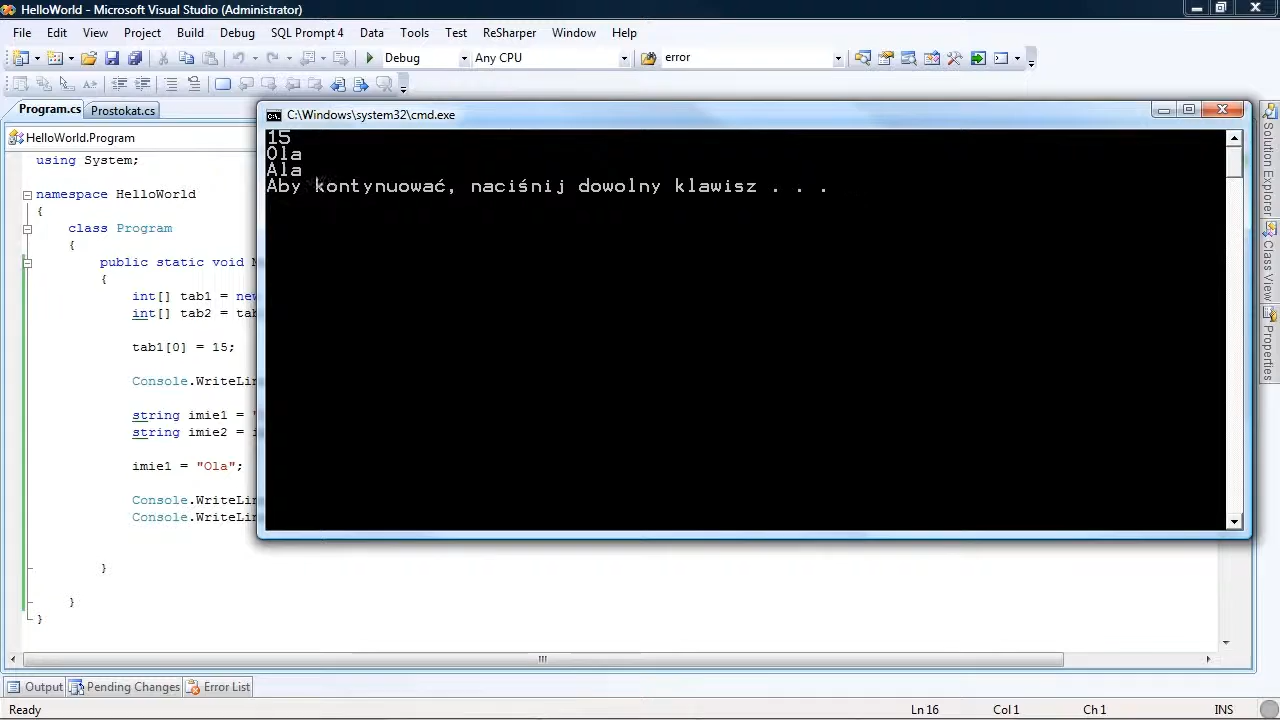 HelloWorld - Microsoft Visual Studio (Administrator)
File Edit View Project Build Debug SQL Prompt 4 Data Tools Test ReSharper Window Help
Debug Any CPU error
Program.cs Prostokat.cs
HelloWorld.Program
C:\Windows\system32\cmd.exe
15
Ola
Ala
Aby kontynuować, naciśnij dowolny klawisz . . .
using System;
namespace HelloWorld
{
class Program
{
public static void
{
int[] tab1 = new
int[] tab2 =
tab1[0] = 15;
Console.
string imie1 =
string imie2 =
imie1 = "Ola";
Console.
Console.
}
}
}
Solution Explorer
Class View
Properties
Output Pending Changes Error List
Ready Ln 16 Col 1 Ch 1 INS